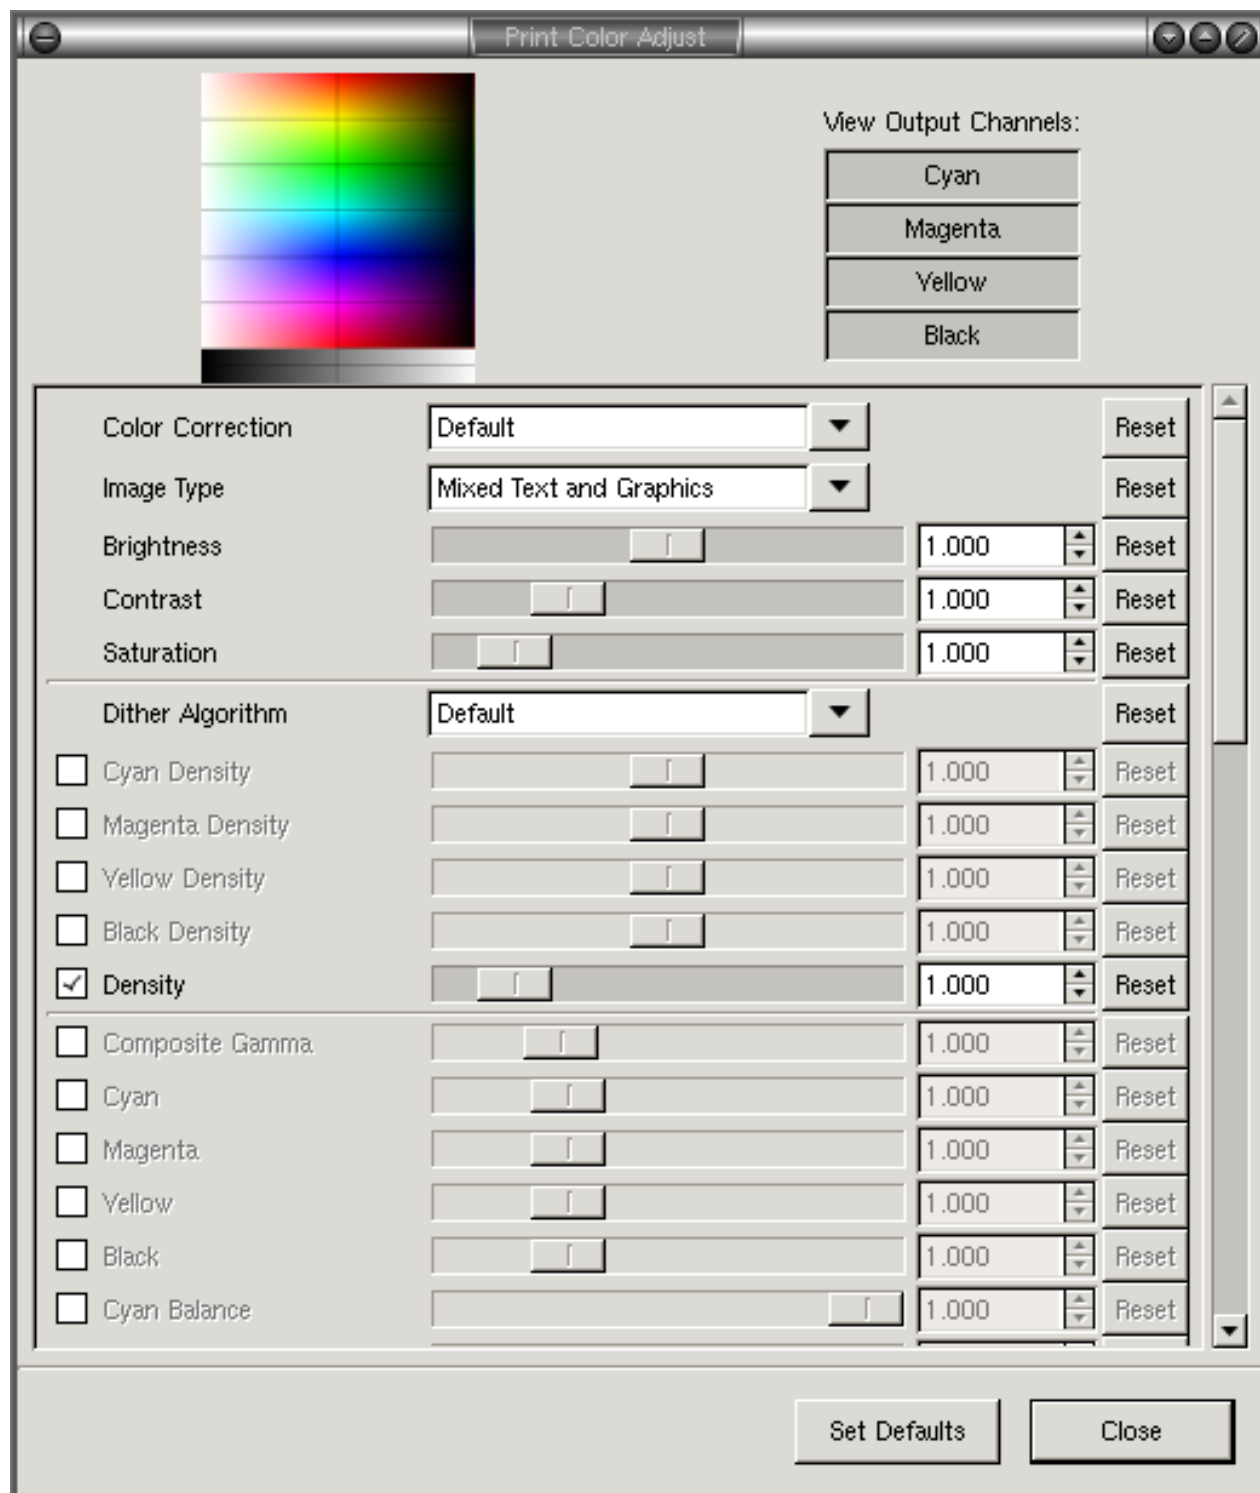 Print Color Adjust
View Output Channels:
Cyan
Magenta
Yellow
Black
Color Correction Default Reset
Image Type Mixed Text and Graphics Reset
Brightness 1.000 Reset
Contrast 1.000 Reset
Saturation 1.000 Reset
Dither Algorithm Default Reset
Cyan Density 1.000 Reset
Magenta Density 1.000 Reset
Yellow Density 1.000 Reset
Black Density 1.000 Reset
Density 1.000 Reset
Composite Gamma 1.000 Reset
Cyan 1.000 Reset
Magenta 1.000 Reset
Yellow 1.000 Reset
Black 1.000 Reset
Cyan Balance 1.000 Reset
Set Defaults Close